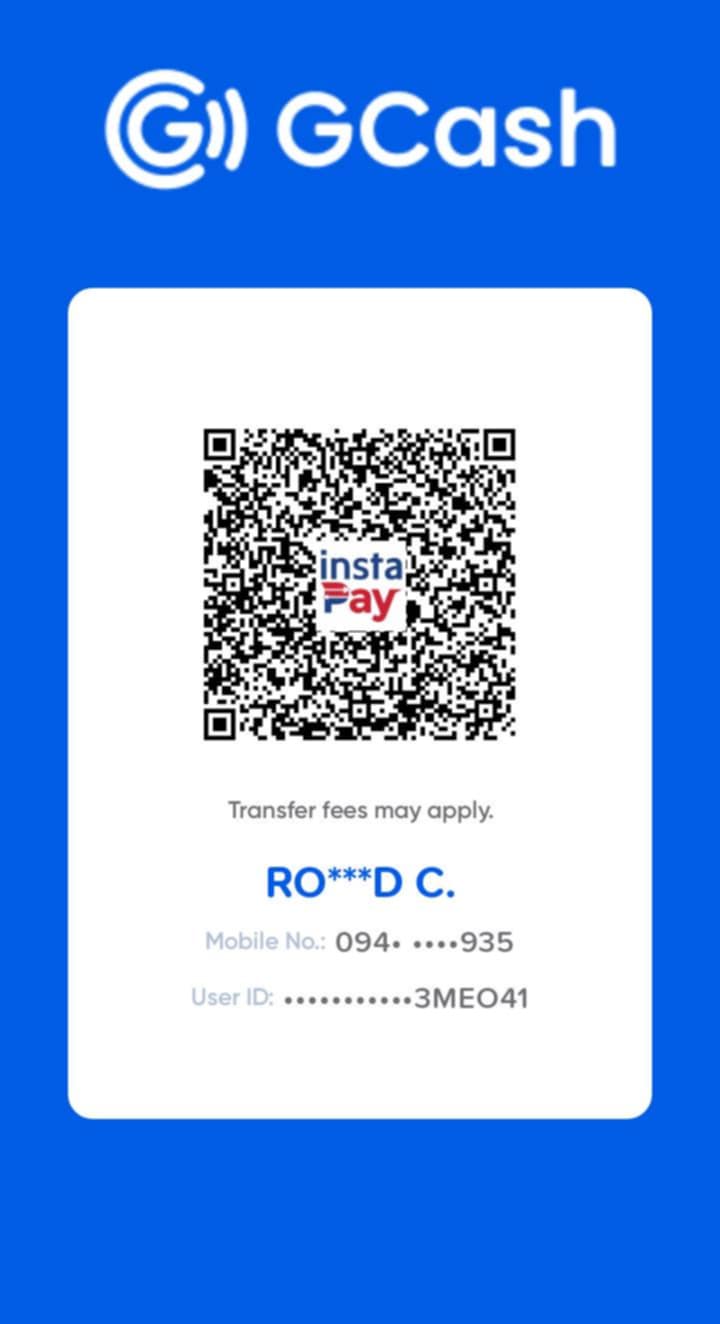 GCash
insta
Pay
Transfer fees may apply.
RO***D C.
Mobile No.: 094• ••••935
User ID: •••••••••••3MEO41